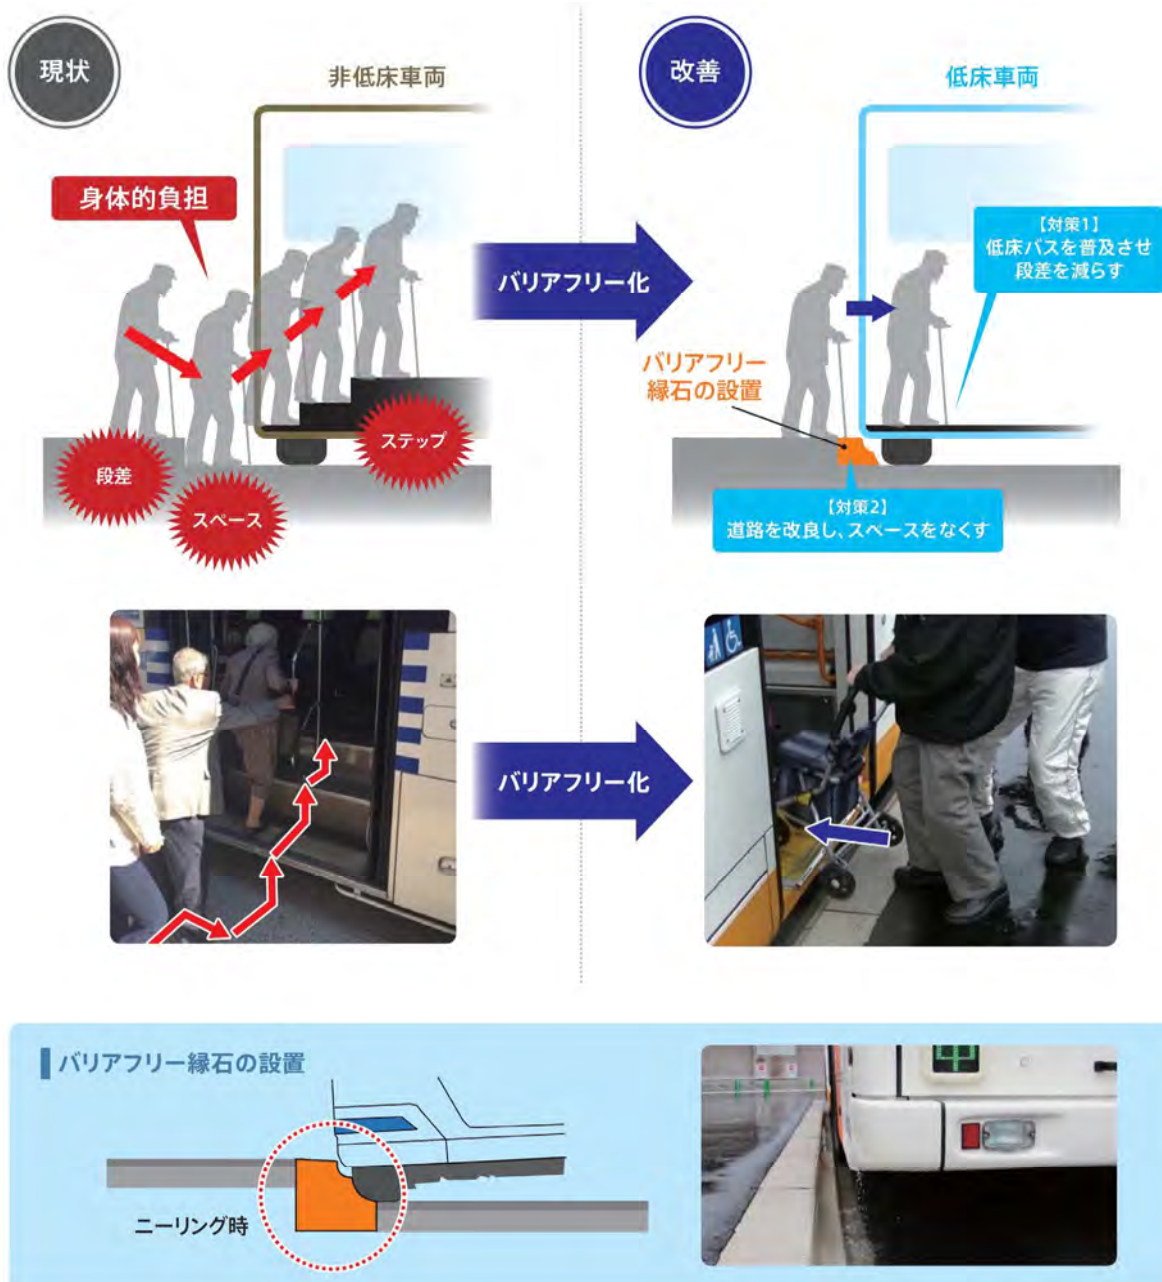 現状
非低床車両
身体的負担
段差
スペース
ステップ
バリアフリー化
改善
低床車両
【対策1】
低床バスを普及させ
段差を減らす
バリアフリー
縁石の設置
【対策2】
道路を改良し、スペースをなくす
バリアフリー化
バリアフリー縁石の設置
ニーリング時